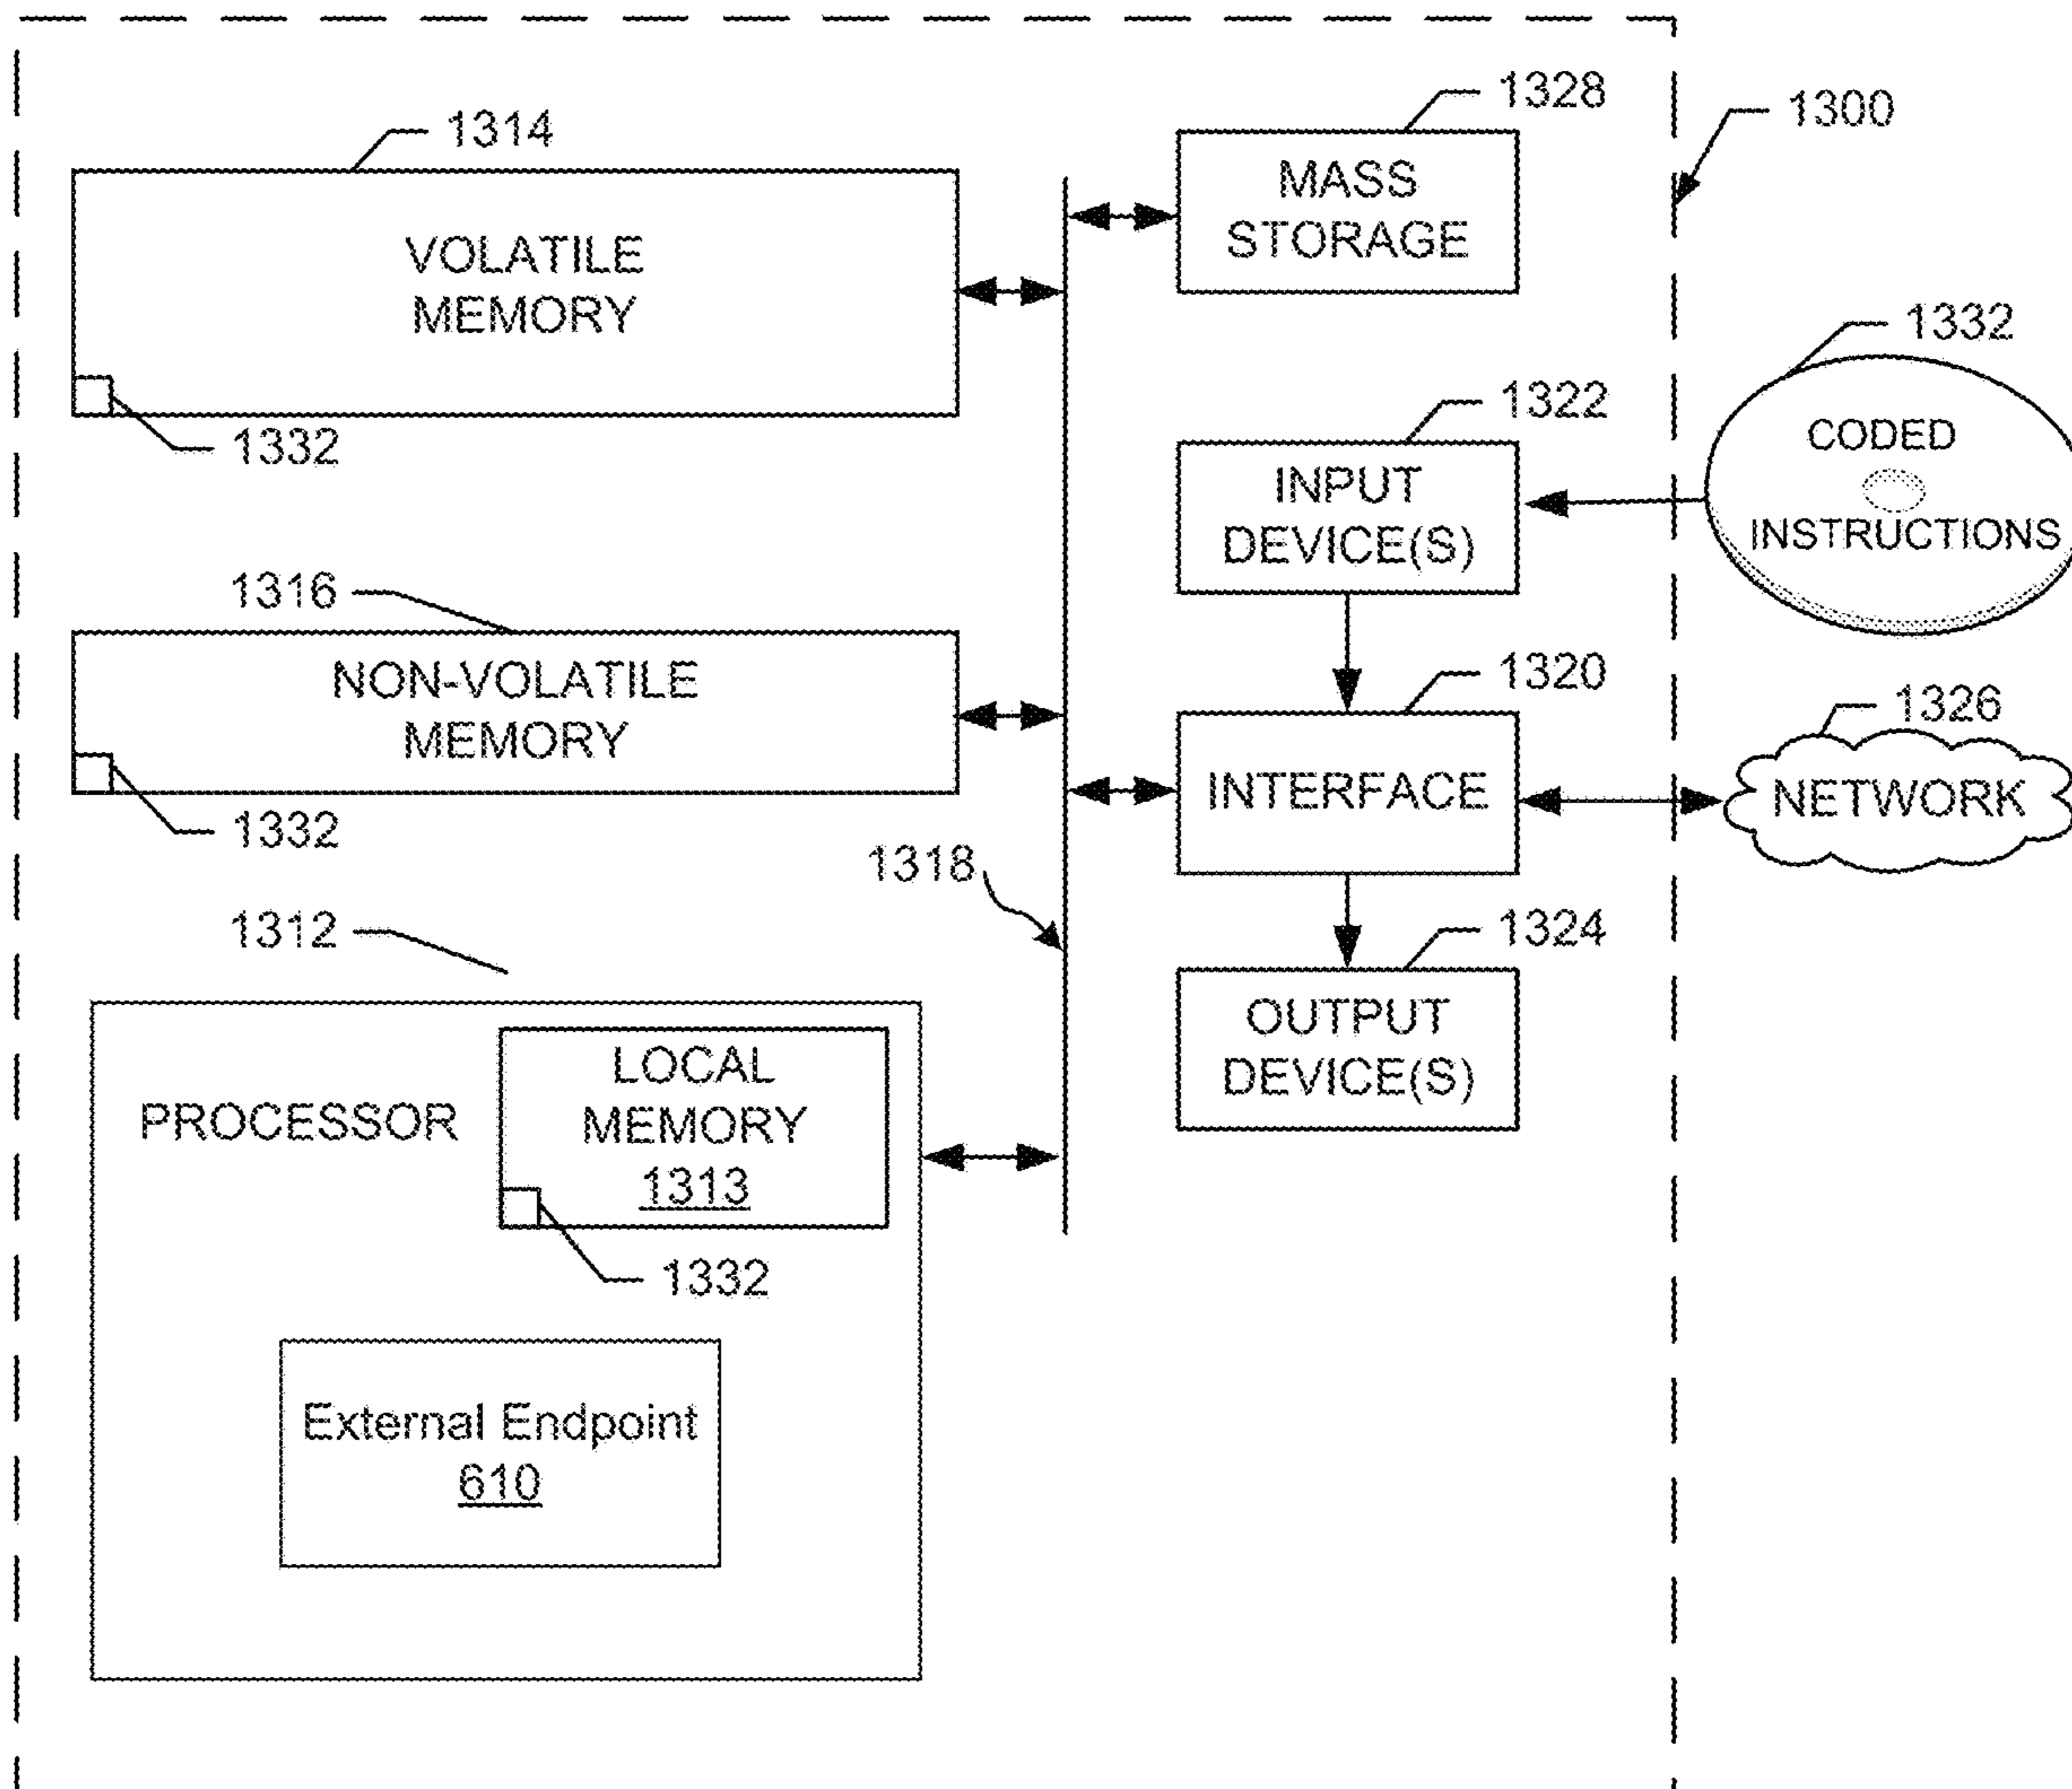 1314
VOLATILE
MEMORY
1332
1316
NON-VOLATILE
MEMORY
1332
1318
1312
PROCESSOR
LOCAL
MEMORY
1313
1332
External Endpoint
610
1328
MASS
STORAGE
1300
1322
INPUT
DEVICE(S)
1332
CODED
INSTRUCTIONS
1320
INTERFACE
1326
NETWORK
1324
OUTPUT
DEVICE(S)